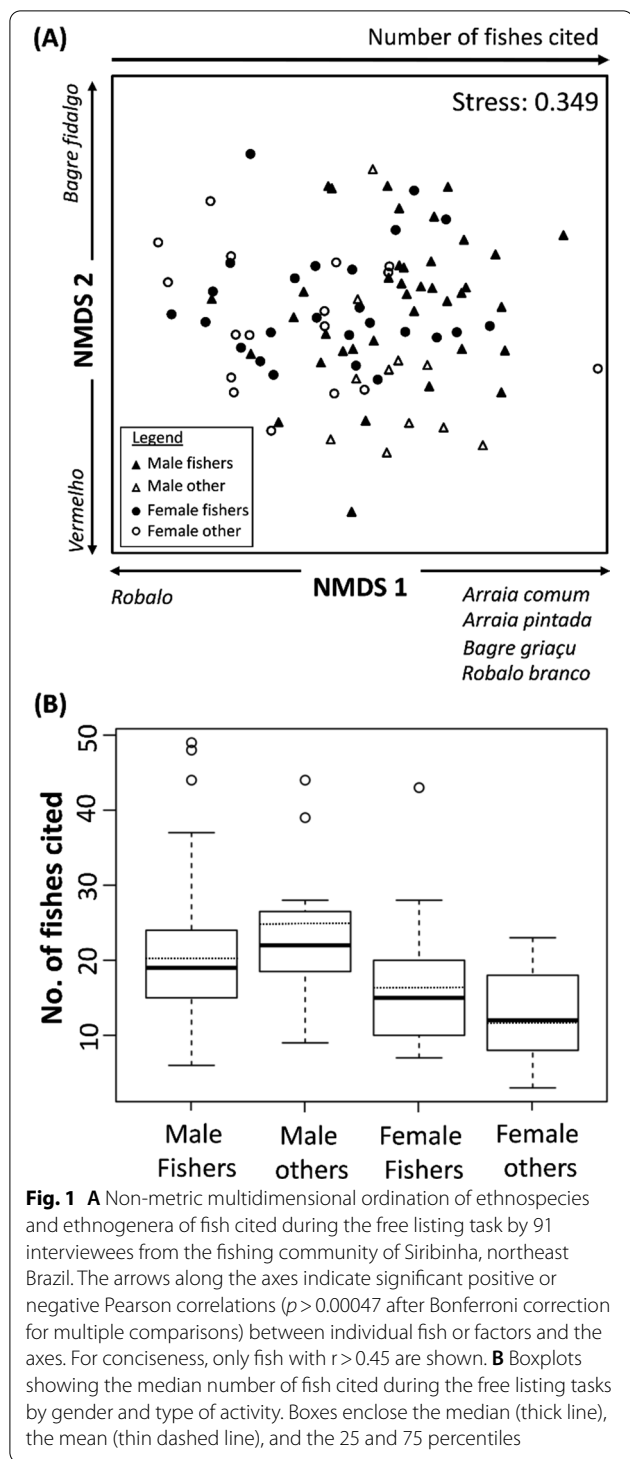 (A)
Number of fishes cited
Stress: 0.349
Bagre fidalgo
NMDS 2
Vermelho
Legend
Male fishers
Male other
Female fishers
Female other
Robalo
NMDS 1
Arraia comum
Arraia pintada
Bagre griaçu
Robalo branco
(B)
No. of fishes cited
50
40
30
20
10
Male
Fishers
Male
others
Female
Fishers
Female
others
Fig. 1 A Non-metric multidimensional ordination of ethnospecies
and ethnogenera of fish cited during the free listing task by 91
interviewees from the fishing community of Siribinha, northeast
Brazil. The arrows along the axes indicate significant positive or
negative Pearson correlations (p > 0.00047 after Bonferroni correction
for multiple comparisons) between individual fish or factors and the
axes. For conciseness, only fish with r > 0.45 are shown. B Boxplots
showing the median number of fish cited during the free listing tasks
by gender and type of activity. Boxes enclose the median (thick line),
the mean (thin dashed line), and the 25 and 75 percentiles